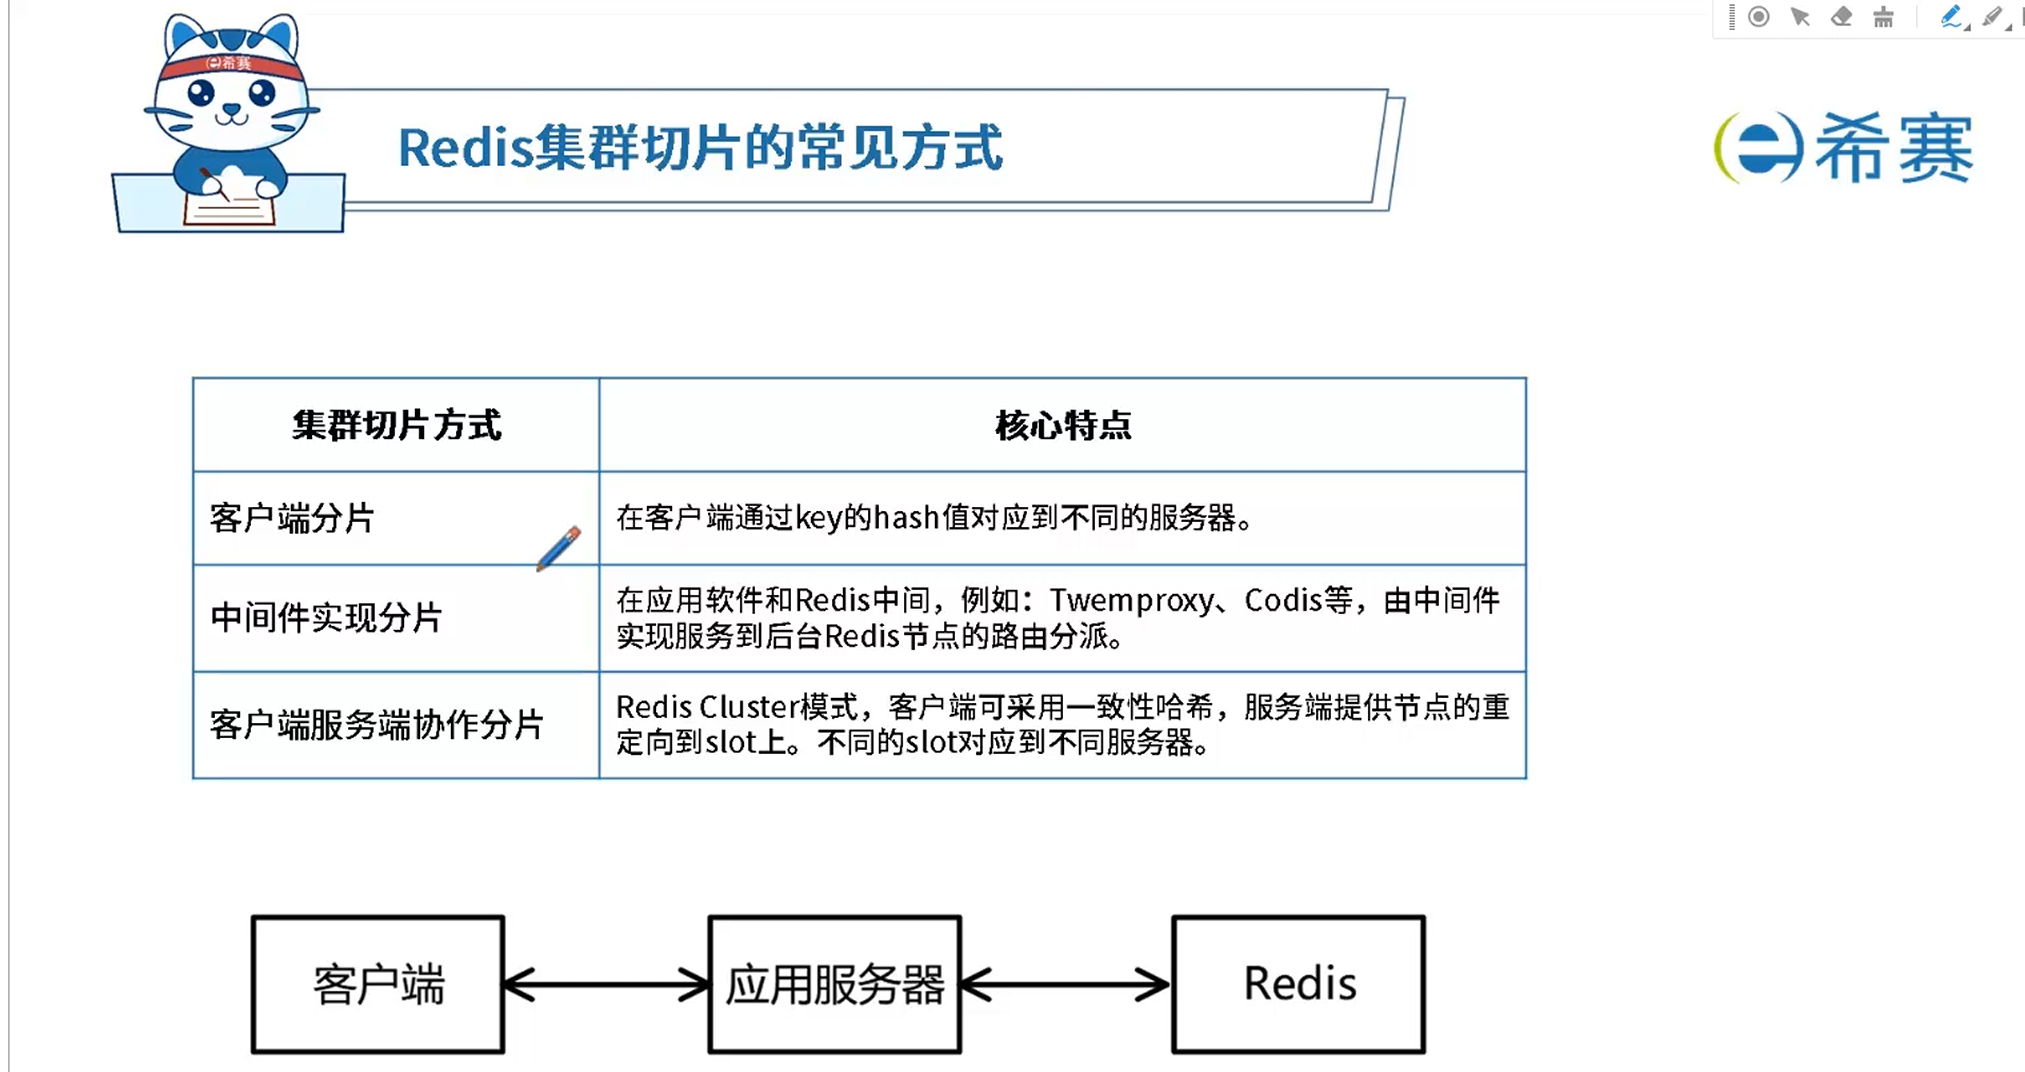 希赛
Redis集群切片的常见方式
希赛
集群切片方式
核心特点
客户端分片
在客户端通过key的hash值对应到不同的服务器。
中间件实现分片
在应用软件和Redis中间，例如：Twemproxy、Codis等，由中间件
实现服务到后台Redis节点的路由分派。
客户端服务端协作分片
Redis Cluster模式，客户端可采用一致性哈希，服务端提供节点的重
定向到slot上。不同的slot对应到不同服务器。
客户端
应用服务器
Redis